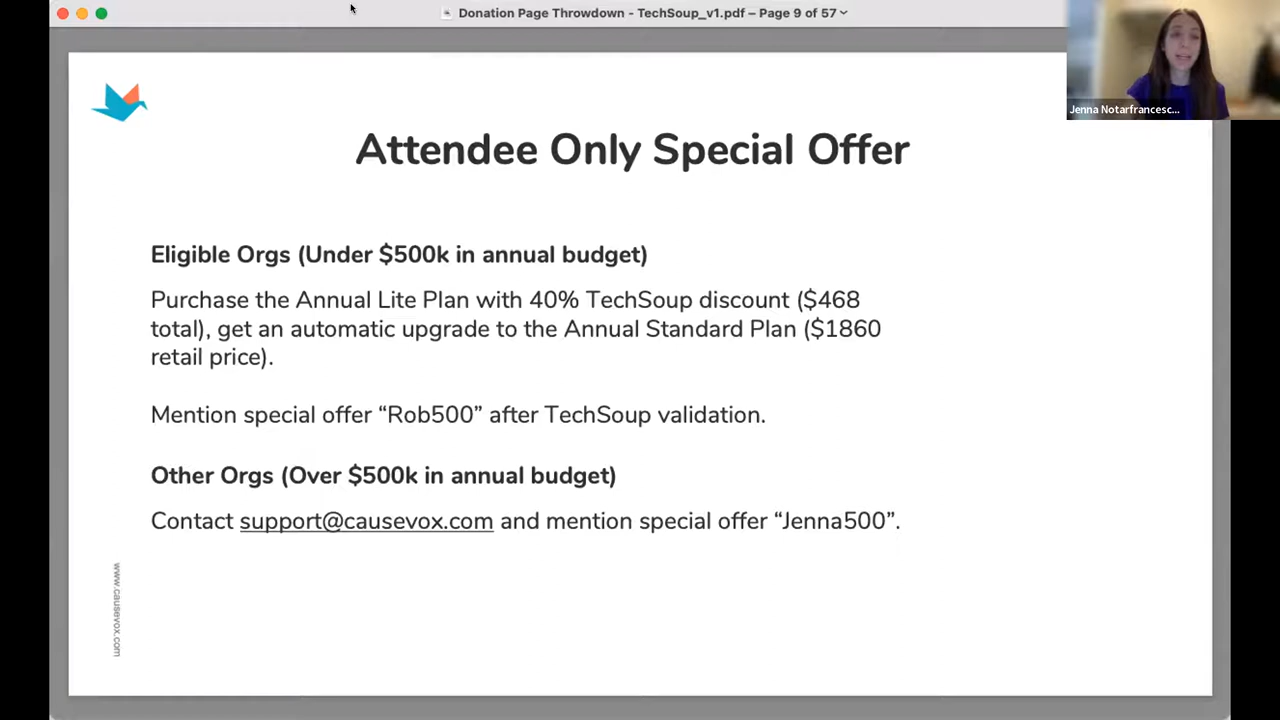 Donation Page Throwdown - TechSoup_v1.pdf – Page 9 of 57
Jenna Notarfrancesc...
Attendee Only Special Offer
Eligible Orgs (Under $500k in annual budget)
Purchase the Annual Lite Plan with 40% TechSoup discount ($468
total), get an automatic upgrade to the Annual Standard Plan ($1860
retail price).
Mention special offer “Rob500” after TechSoup validation.
Other Orgs (Over $500k in annual budget)
Contact support@causevox.com and mention special offer “Jenna500”.
www.causevox.com